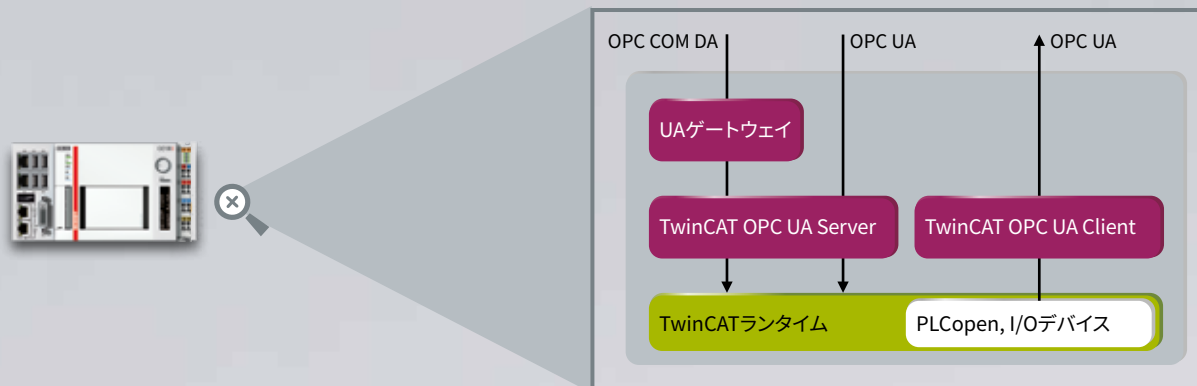 OPC COM DA
OPC UA
OPC UA
UAゲートウェイ
TwinCAT OPC UA Server
TwinCAT OPC UA Client
TwinCATランタイム
PLCopen, I/Oデバイス